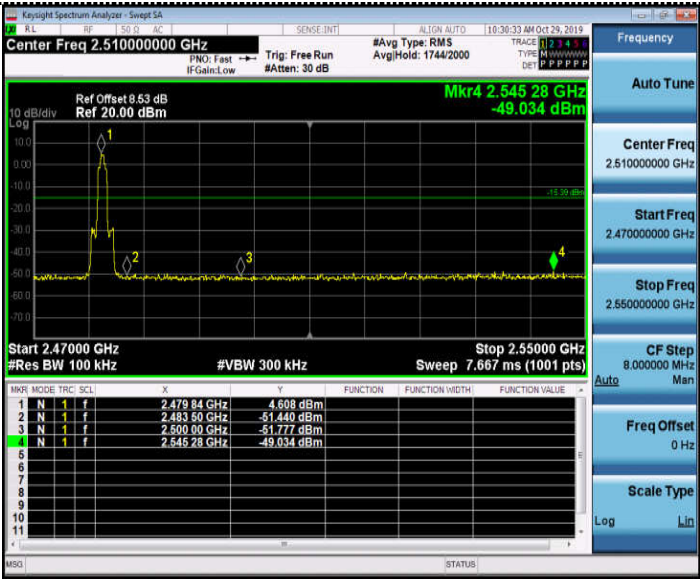 Keysight Spectrum Analyzer - Swept SA
RL RF 50 Ω AC SENSE:INT ALIGN AUTO 10:30:33 AM Oct 29, 2019
Center Freq 2.510000000 GHz
PNO: Fast
IFGain:Low
Trig: Free Run
#Atten: 30 dB
#Avg Type: RMS
Avg|Hold: 1744/2000
TRACE 1 2 3 4 5 6
TYPE M W W W W W
DET P P P P P P
Mkr4 2.545 28 GHz
-49.034 dBm
Ref Offset 8.53 dB
10 dB/div Ref 20.00 dBm
Log
10.0
0.00
-10.0
-20.0
-30.0
-40.0
-50.0
-60.0
-70.0
-15.39 dBm
1
2
3
4
Start 2.47000 GHz Stop 2.55000 GHz
#Res BW 100 kHz #VBW 300 kHz Sweep 7.667 ms (1001 pts)
MKR MODE TRC SCL X Y FUNCTION FUNCTION WIDTH FUNCTION VALUE
1 N 1 f 2.479 84 GHz 4.608 dBm
2 N 1 f 2.483 50 GHz -51.440 dBm
3 N 1 f 2.500 00 GHz -51.777 dBm
4 N 1 f 2.545 28 GHz -49.034 dBm
5
6
7
8
9
10
11
MSG STATUS
Frequency
Auto Tune
Center Freq
2.510000000 GHz
Start Freq
2.470000000 GHz
Stop Freq
2.550000000 GHz
CF Step
8.000000 MHz
Auto Man
Freq Offset
0 Hz
Scale Type
Log Lin